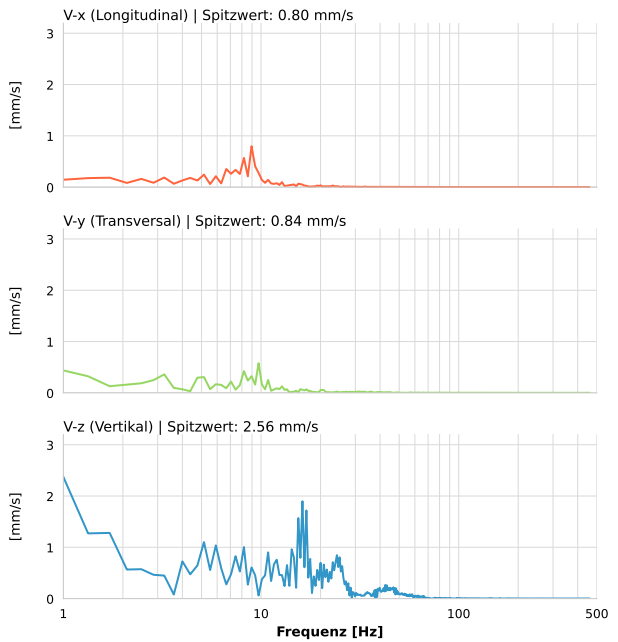 V-x (Longitudinal) | Spitzwert: 0.80 mm/s
3
2
[mm/s]
1
0
V-y (Transversal) | Spitzwert: 0.84 mm/s
3
2
[mm/s]
1
0
V-z (Vertikal) | Spitzwert: 2.56 mm/s
3
2
[mm/s]
1
0
1 10 100 500
Frequenz [Hz]